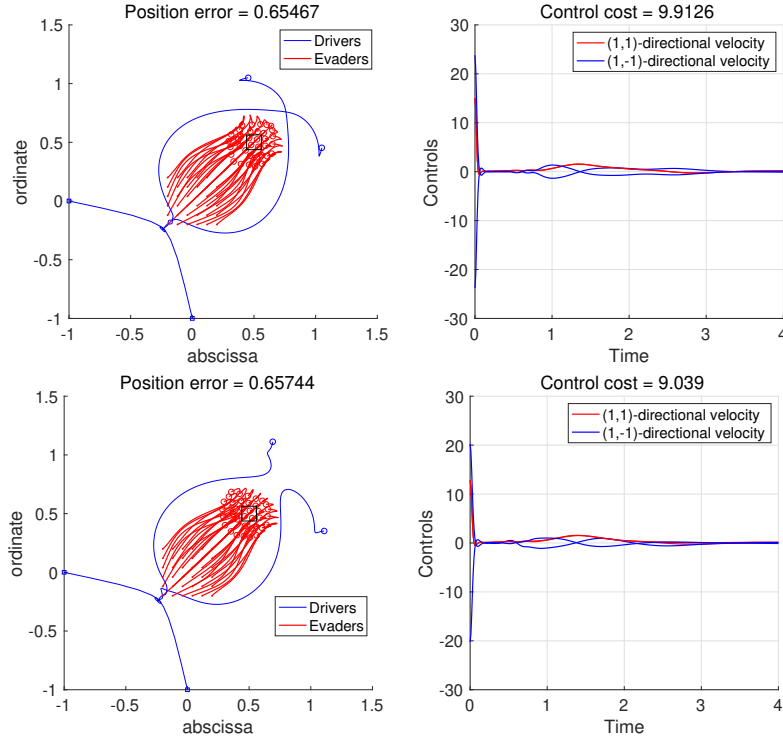 Position error = 0.65467
Drivers
Evaders
1.5
1
0.5
0
-0.5
-1
-1
-0.5
0
0.5
1
1.5
ordinate
abscissa
Control cost = 9.9126
(1,1)-directional velocity
(1,-1)-directional velocity
30
20
10
0
-10
-20
-30
0
1
2
3
4
Controls
Time
Position error = 0.65744
Drivers
Evaders
1.5
1
0.5
0
-0.5
-1
-1
-0.5
0
0.5
1
1.5
ordinate
abscissa
Control cost = 9.039
(1,1)-directional velocity
(1,-1)-directional velocity
30
20
10
0
-10
-20
-30
0
1
2
3
4
Controls
Time